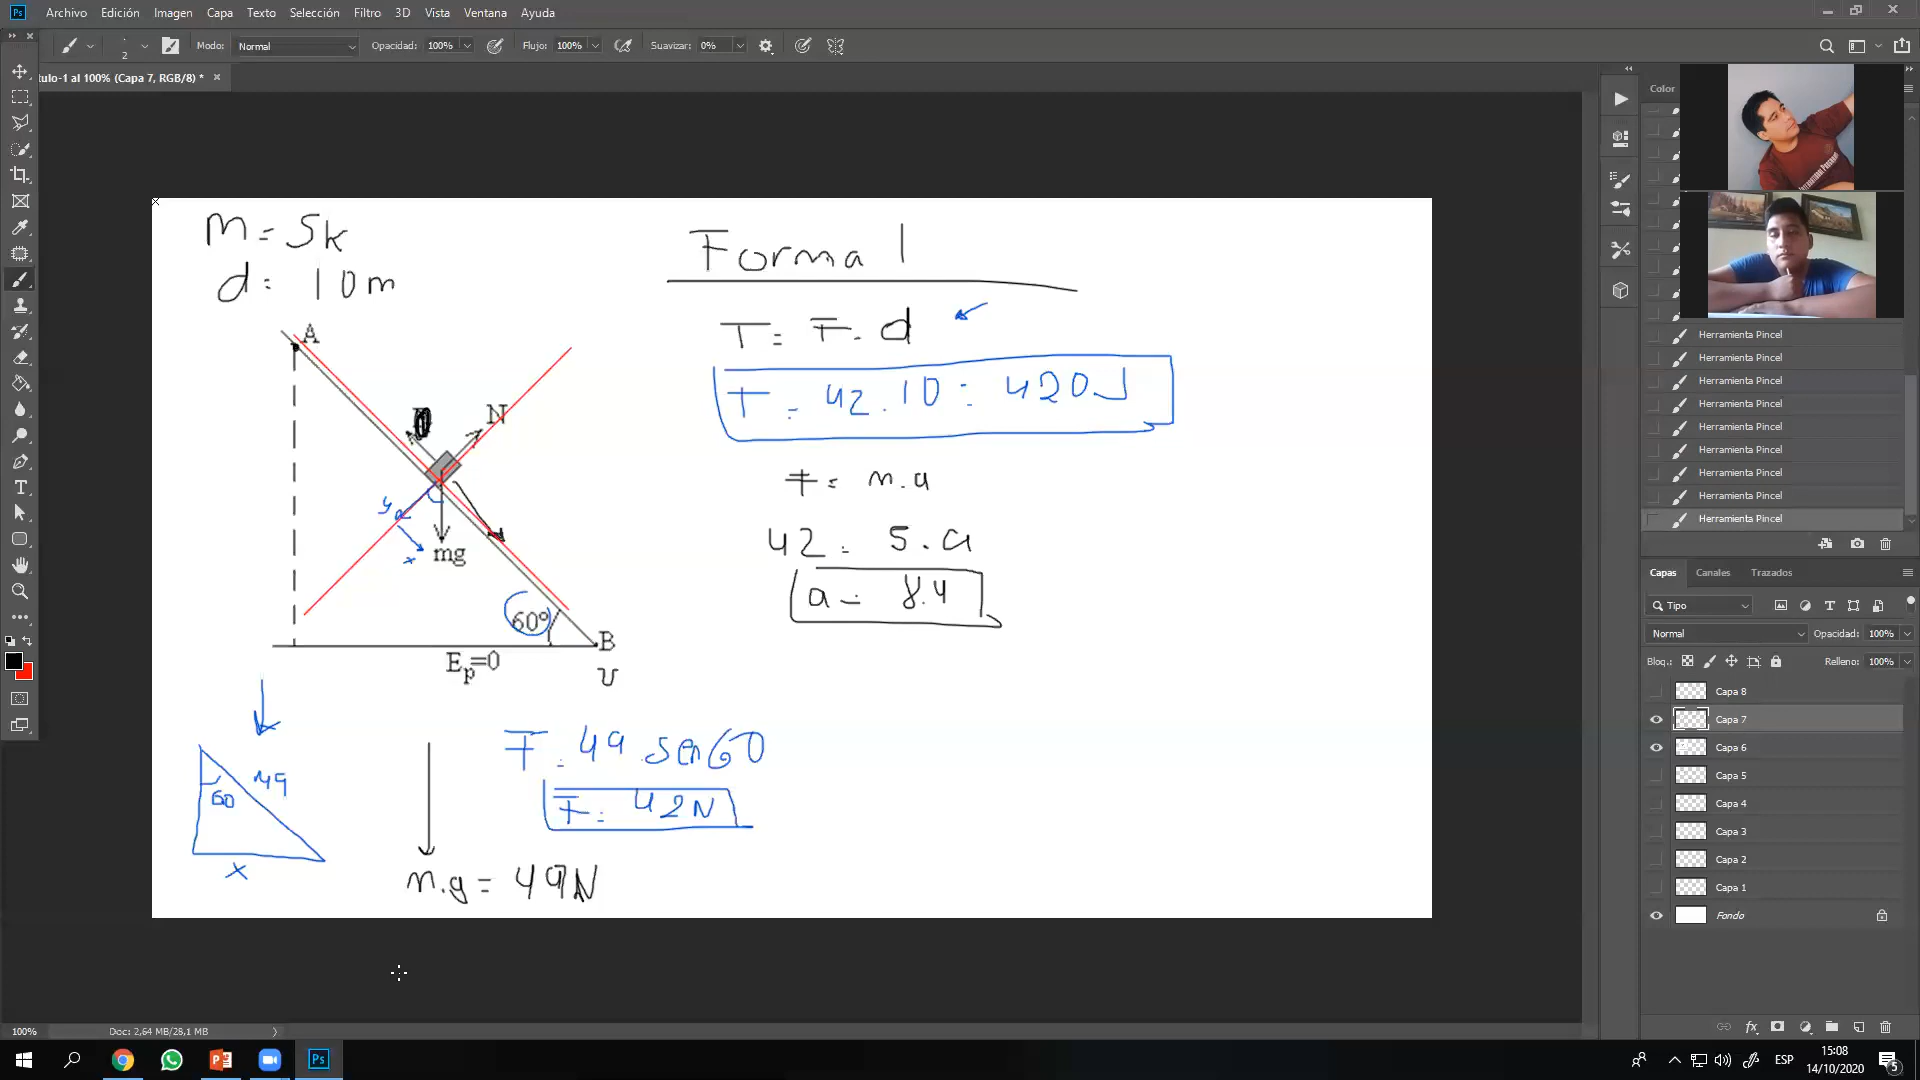 Ps Archivo Edición Imagen Capa Texto Selección Filtro 3D Vista Ventana Ayuda
2 Modo: Normal Opacidad: 100% Flujo: 100% Suavizar: 0%
tulo-1 al 100% (Capa 7, RGB/8) *
Color
m = 5k
d: 10m
A
N
y
x
mg
60º
B
Ep=0
v
60
49
x
m.g = 49N
F = 49 . sen60
F = 42N
Forma 1
T = F . d
T = 42 . 10 = 420J
F = m.a
42 = 5.a
a = 8.4
Herramienta Pincel
Herramienta Pincel
Herramienta Pincel
Herramienta Pincel
Herramienta Pincel
Herramienta Pincel
Herramienta Pincel
Herramienta Pincel
Herramienta Pincel
Capas Canales Trazados
Tipo
Normal Opacidad: 100%
Bloq.: Relleno: 100%
Capa 8
Capa 7
Capa 6
Capa 5
Capa 4
Capa 3
Capa 2
Capa 1
Fondo
100% Doc: 2,64 MB/28,1 MB
Ps
ESP
15:08
14/10/2020
5